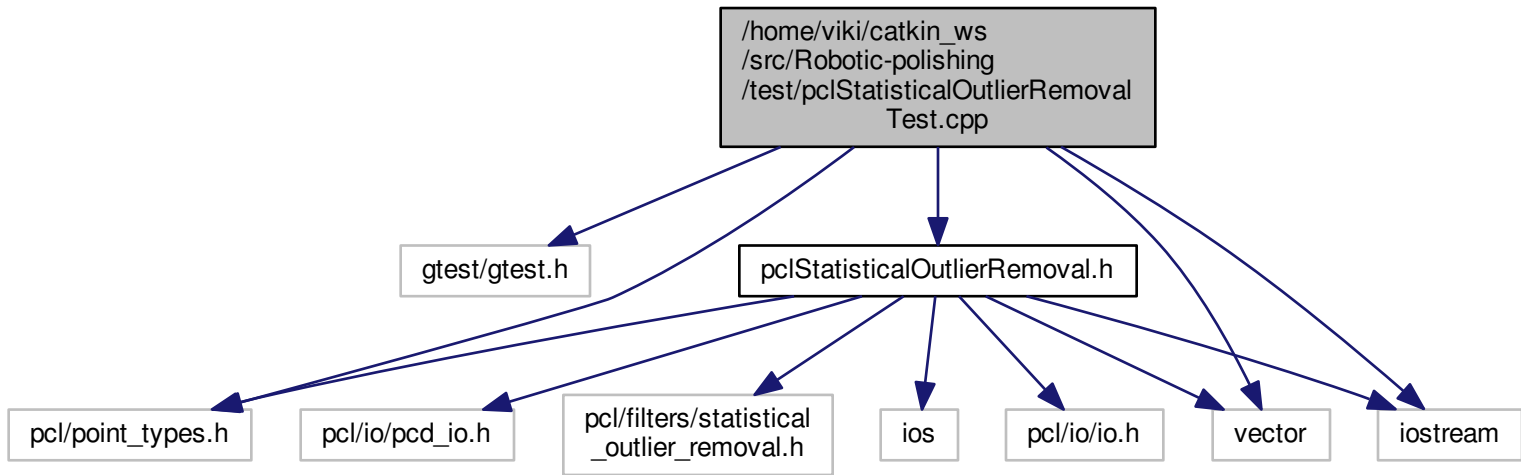 /home/viki/catkin_ws
/src/Robotic-polishing
/test/pclStatisticalOutlierRemoval
Test.cpp
gtest/gtest.h
pclStatisticalOutlierRemoval.h
pcl/point_types.h
pcl/io/pcd_io.h
pcl/filters/statistical
_outlier_removal.h
ios
pcl/io/io.h
vector
iostream